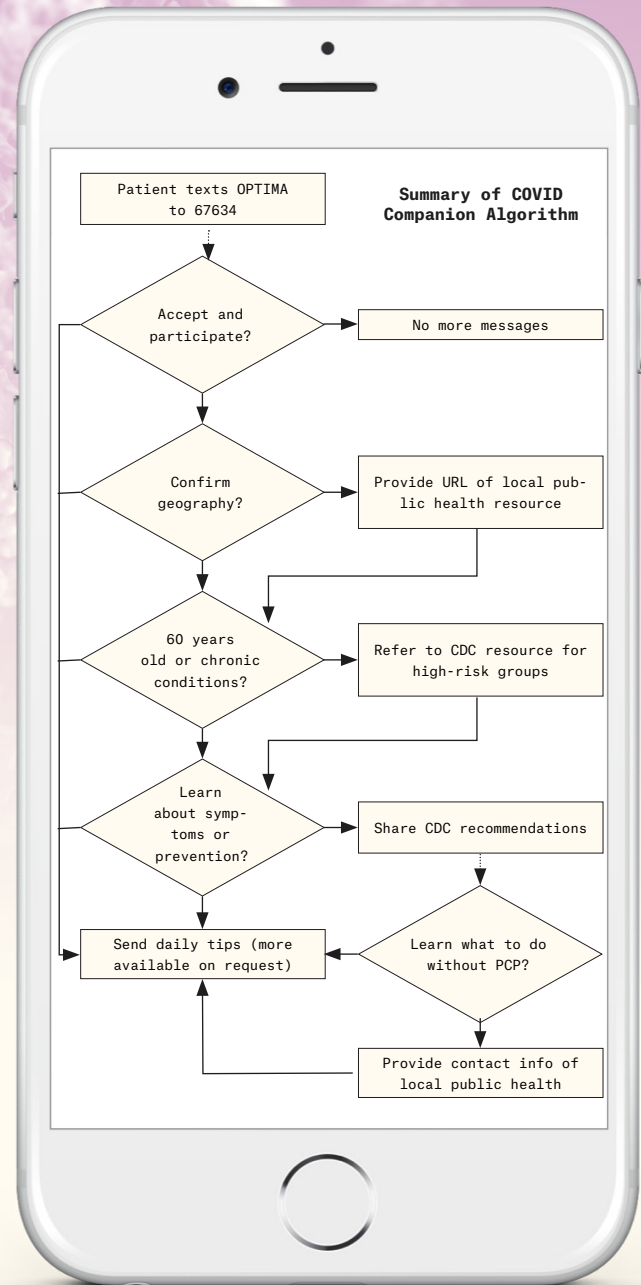 Patient texts OPTIMA
to 67634
Summary of COVID
Companion Algorithm
Accept and
participate?
No more messages
Confirm
geography?
Provide URL of local pub-
lic health resource
60 years
old or chronic
conditions?
Refer to CDC resource for
high-risk groups
Learn
about symp-
toms or
prevention?
Share CDC recommendations
Send daily tips (more
available on request)
Learn what to do
without PCP?
Provide contact info of
local public health